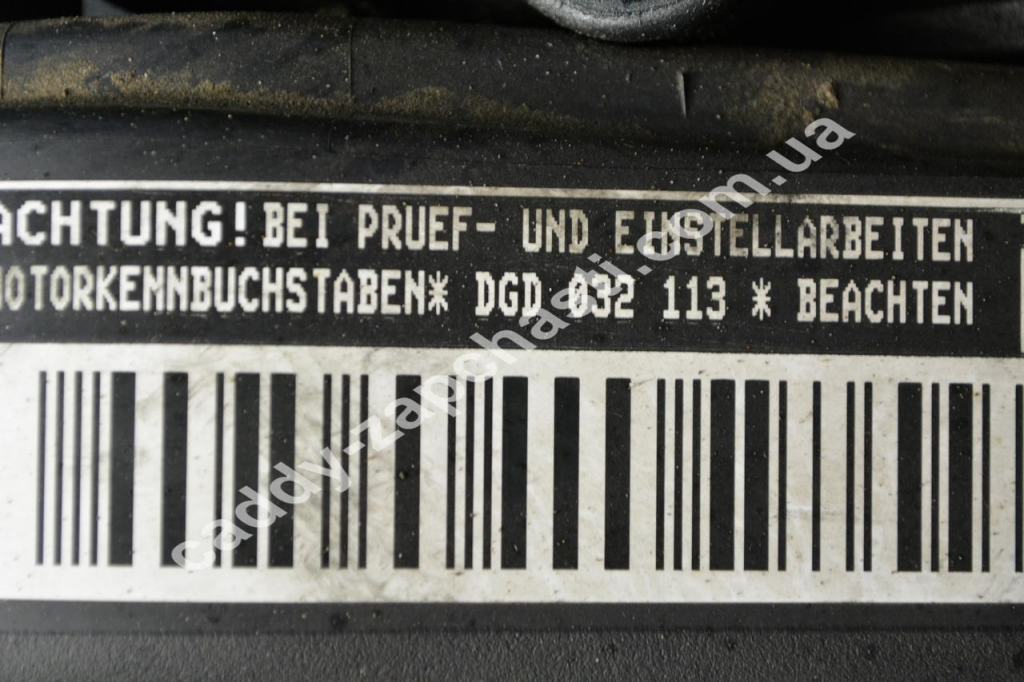 ACHTUNG! BEI PRUEF- UND EINSTELLARBEITEN
MOTORKENNBUCHSTABEN* DGD 032 113 * BEACHTEN
caddy-zapchasti.com.ua